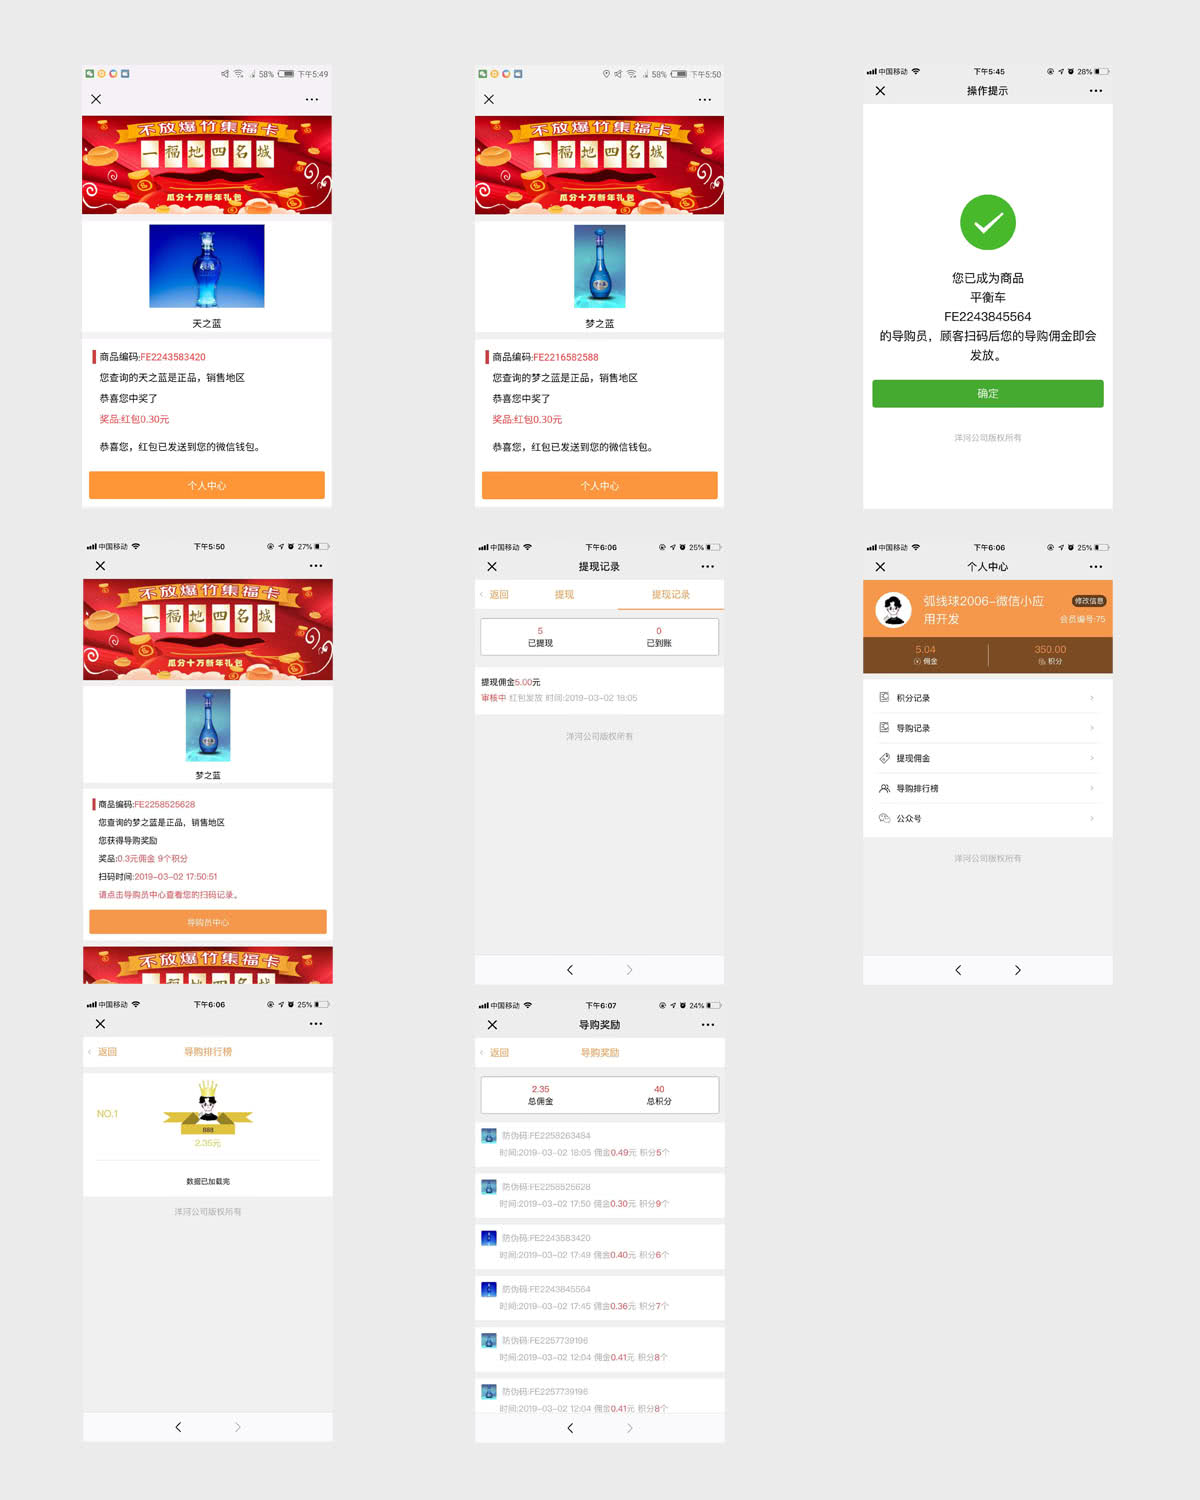 58% 下午5:49
不放爆竹集福卡
一福地四名城
瓜分十万新年礼包
天之蓝
商品编码:FE2243583420
您查询的天之蓝是正品，销售地区
恭喜您中奖了
奖品:红包0.30元
恭喜您，红包已发送到您的微信钱包。
个人中心
58% 下午5:50
不放爆竹集福卡
一福地四名城
瓜分十万新年礼包
梦之蓝
商品编码:FE2216582588
您查询的梦之蓝是正品，销售地区
恭喜您中奖了
奖品:红包0.30元
恭喜您，红包已发送到您的微信钱包。
个人中心
中国移动 下午5:45 28%
操作提示
您已成为商品
平衡车
FE2243845564
的导购员，顾客扫码后您的导购佣金即会
发放。
确定
洋河公司版权所有
中国移动 下午5:50 27%
不放爆竹集福卡
一福地四名城
瓜分十万新年礼包
梦之蓝
商品编码:FE2258525628
您查询的梦之蓝是正品，销售地区
您获得导购奖励
奖品:0.3元佣金 9个积分
扫码时间:2019-03-02 17:50:51
请点击导购员中心查看您的扫码记录。
导购员中心
不放爆竹集福卡
中国移动 下午6:06 25%
提现记录
返回 提现 提现记录
5 0
已提现 已到账
提现佣金5.00元
审核中 红包发放 时间:2019-03-02 18:05
洋河公司版权所有
中国移动 下午6:06 25%
个人中心
弧线球2006-微信小应
用开发
修改信息
会员编号:75
5.04 350.00
佣金 积分
积分记录
导购记录
提现佣金
导购排行榜
公众号
洋河公司版权所有
中国移动 下午6:06 25%
返回 导购排行榜
NO.1
888
2.35元
数据已加载完
洋河公司版权所有
中国移动 下午6:07 24%
导购奖励
返回 导购奖励
2.35 40
总佣金 总积分
防伪码:FE2258263484
时间:2019-03-02 18:05 佣金0.49元 积分5个
防伪码:FE2258525628
时间:2019-03-02 17:50 佣金0.30元 积分9个
防伪码:FE2243583420
时间:2019-03-02 17:49 佣金0.40元 积分6个
防伪码:FE2243845564
时间:2019-03-02 17:45 佣金0.36元 积分7个
防伪码:FE2257739196
时间:2019-03-02 12:04 佣金0.41元 积分8个
防伪码:FE2257739196
时间:2019-03-02 12:04 佣金0.41元 积分8个